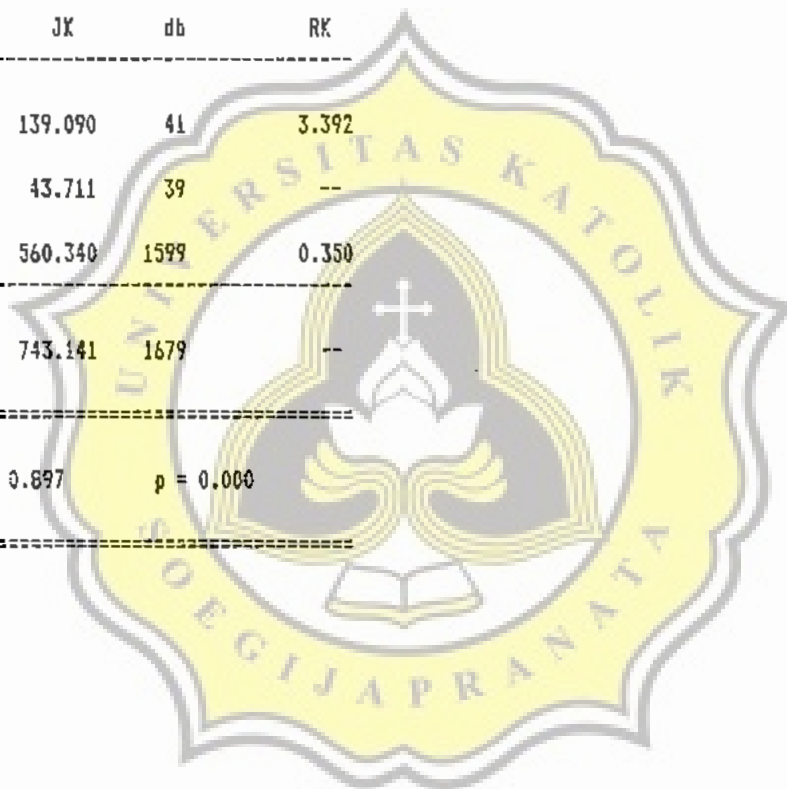 JK db RK
139.090 41 3.392
43.711 39 --
560.340 1599 0.350
743.141 1679 --
0.897 p = 0.000
UNIVERSITAS KATOLIK
SOEGIJAPRANATA